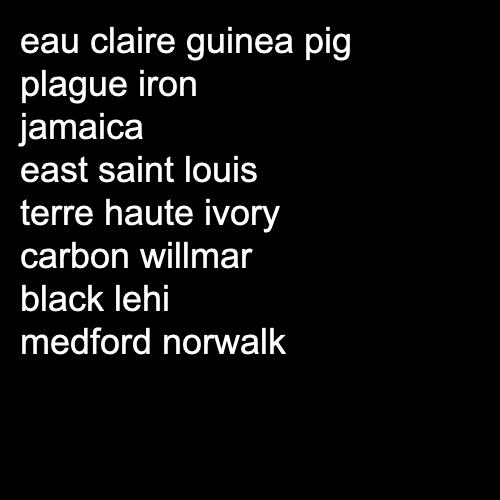 eau claire guinea pig
plague iron
jamaica
east saint louis
terre haute ivory
carbon willmar
black lehi
medford norwalk